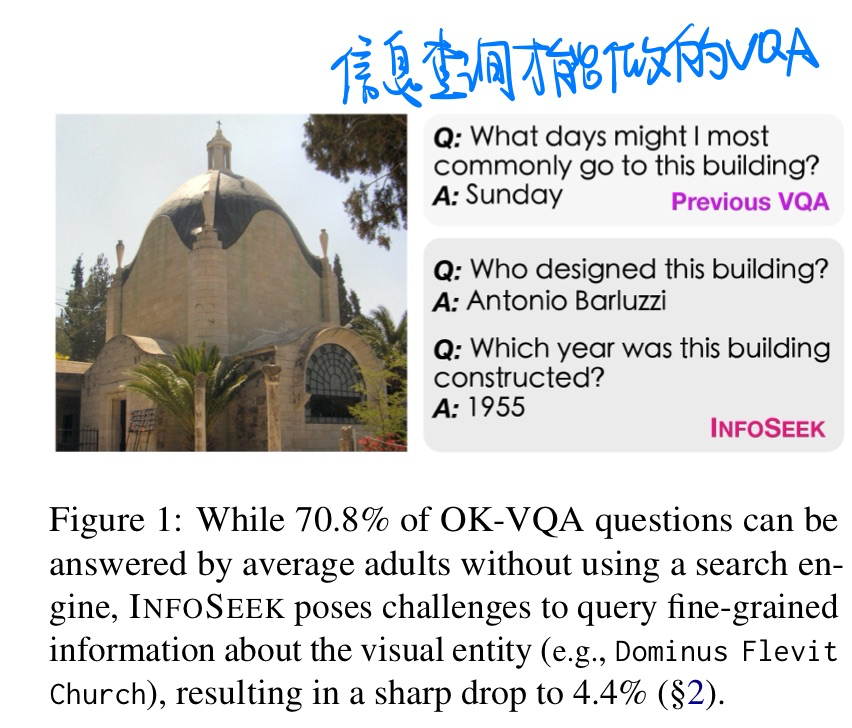 信息查询才能做的VQA
Q: What days might I most
commonly go to this building?
A: Sunday
Previous VQA
Q: Who designed this building?
A: Antonio Barluzzi
Q: Which year was this building
constructed?
A: 1955
INFOSEEK
Figure 1: While 70.8% of OK-VQA questions can be
answered by average adults without using a search en-
gine, INFOSEEK poses challenges to query fine-grained
information about the visual entity (e.g., Dominus Flevit
Church), resulting in a sharp drop to 4.4% (§2).